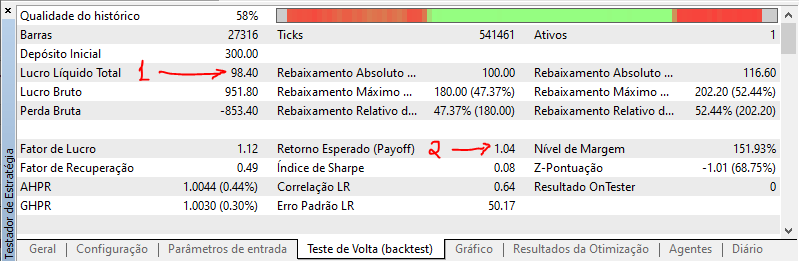 Qualidade do histórico 58%
Barras 27316 Ticks 541461 Ativos 1
Depósito Inicial 300.00
Lucro Líquido Total 1 98.40 Rebaixamento Absoluto ... 100.00 Rebaixamento Absoluto ... 116.60
Lucro Bruto 951.80 Rebaixamento Máximo ... 180.00 (47.37%) Rebaixamento Máximo ... 202.20 (52.44%)
Perda Bruta -853.40 Rebaixamento Relativo d... 47.37% (180.00) Rebaixamento Relativo d... 52.44% (202.20)
Fator de Lucro 1.12 Retorno Esperado (Payoff) 2 1.04 Nível de Margem 151.93%
Fator de Recuperação 0.49 Índice de Sharpe 0.08 Z-Pontuação -1.01 (68.75%)
AHPR 1.0044 (0.44%) Correlação LR 0.64 Resultado OnTester 0
GHPR 1.0030 (0.30%) Erro Padrão LR 50.17
Testador de Estratégia
Geral Configuração Parâmetros de entrada Teste de Volta (backtest) Gráfico Resultados da Otimização Agentes Diário